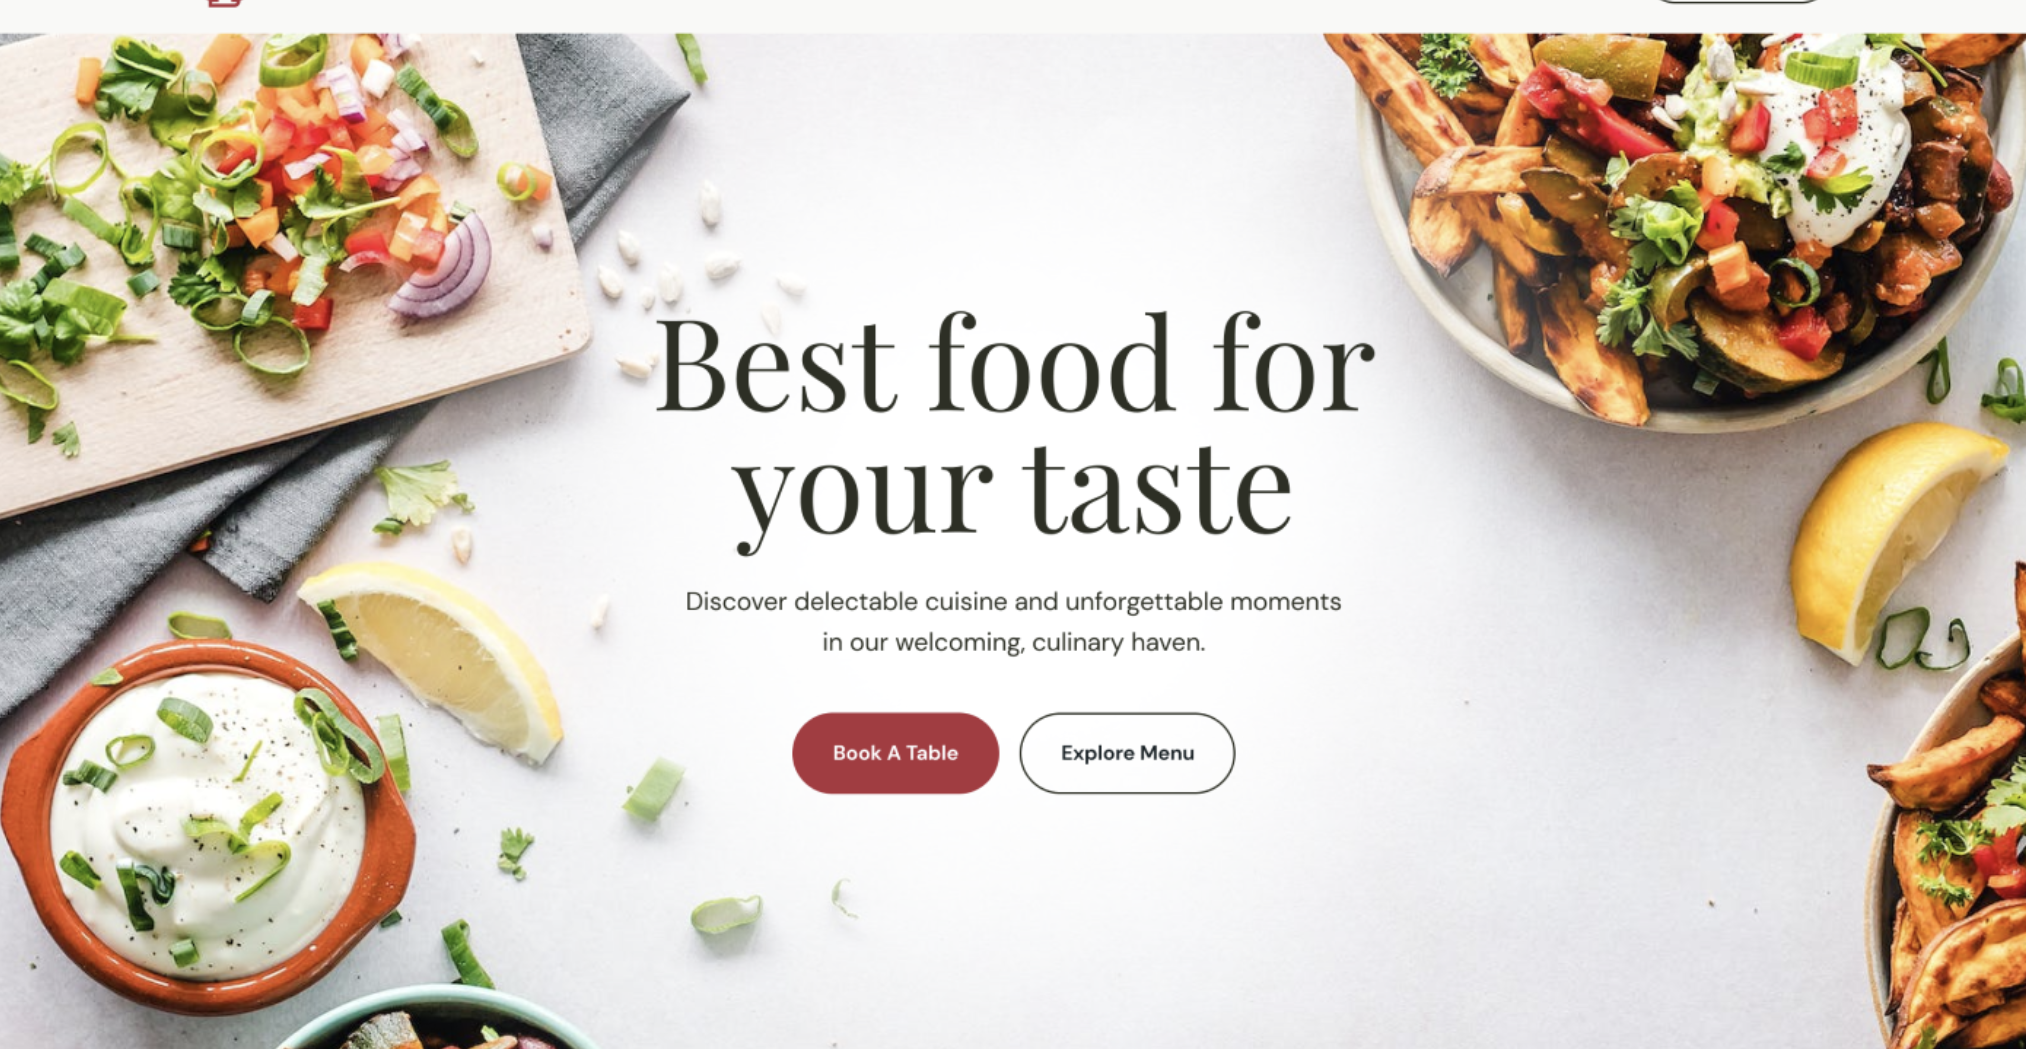 Best food for
your taste
Discover delectable cuisine and unforgettable moments
in our welcoming, culinary haven.
Book A Table
Explore Menu